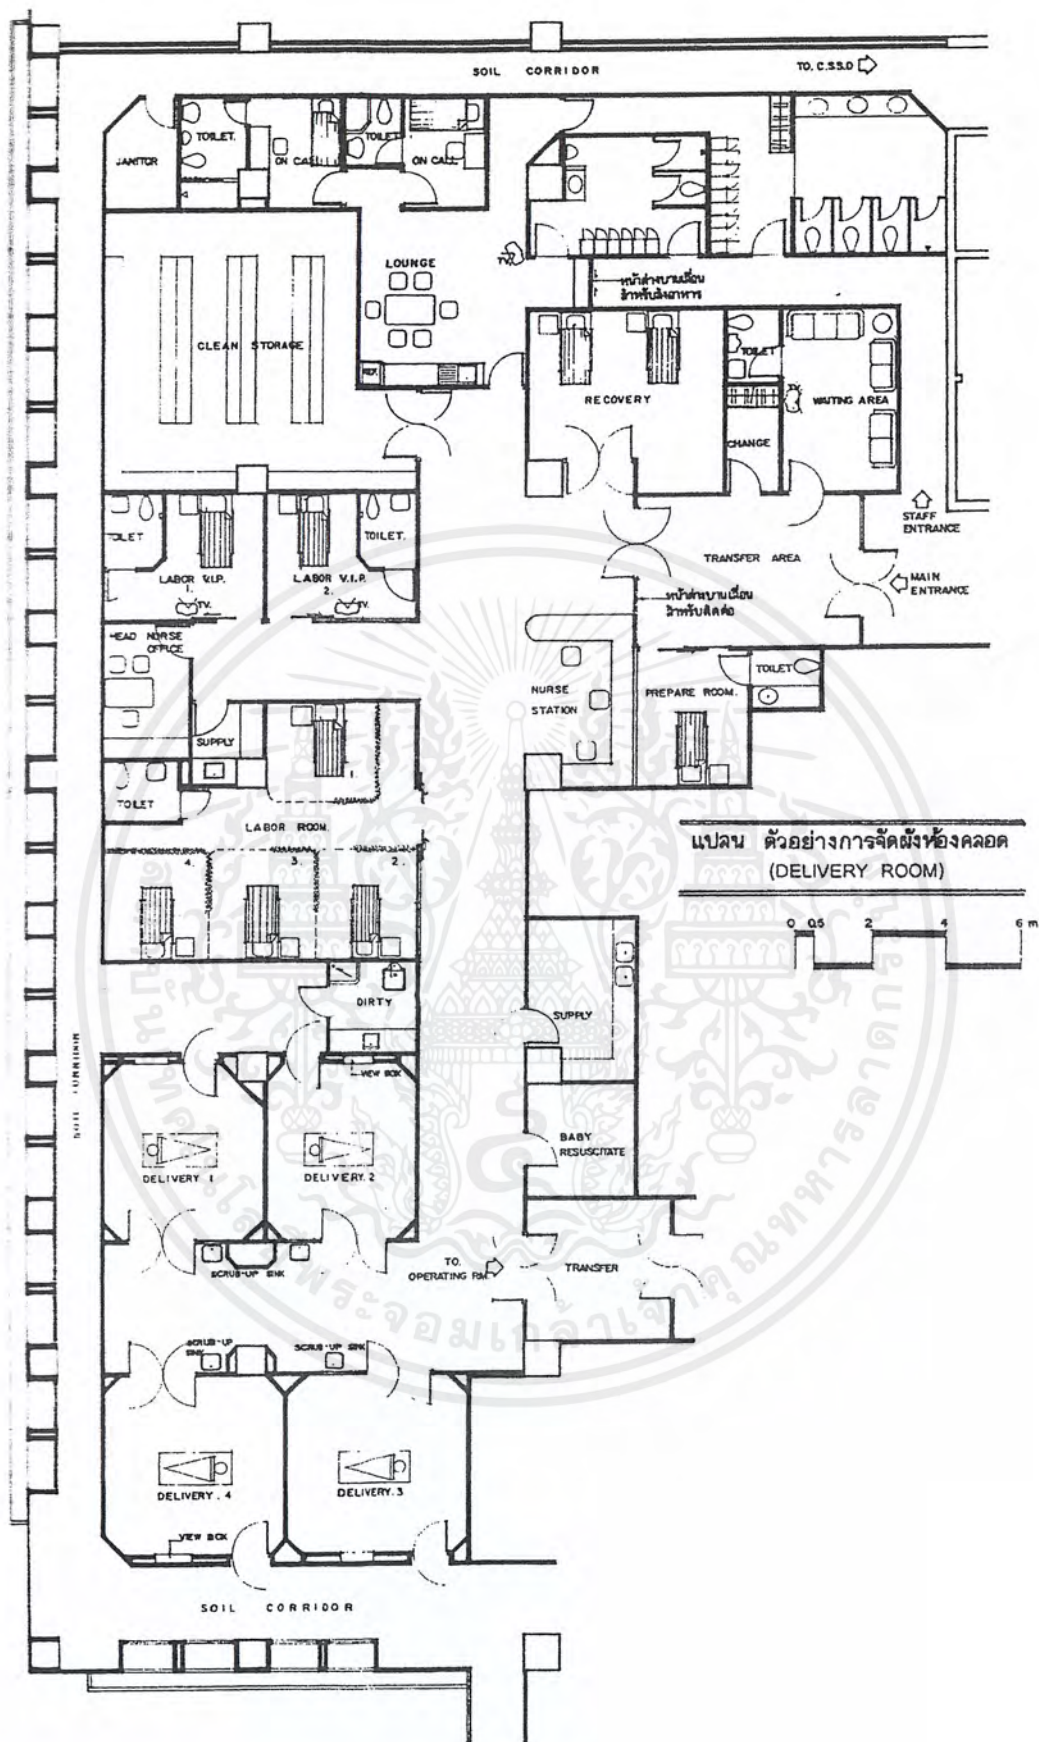 SOIL CORRIDOR
TO. C.S.S.D
JANITOR
TOILET.
ON CALL
TOILET
ON CALL
LOUNGE
TV.
หน้าต่างบานเลื่อน
สำหรับส่งอาหาร
CLEAN STORAGE
REF.
RECOVERY
TOILET
CHANGE
TV
WAITING AREA
STAFF
ENTRANCE
TOILET
LABOR V.I.P.
1.
TV.
LABOR V.I.P.
2.
TV.
TOILET.
TRANSFER AREA
MAIN
ENTRANCE
หน้าต่างบานเลื่อน
สำหรับติดต่อ
HEAD NURSE
OFFICE
SUPPLY
NURSE
STATION
PREPARE ROOM.
TOILET
1.
TOILET
LABOR ROOM.
4.
3.
2.
แปลน ตัวอย่างการจัดผังห้องคลอด
(DELIVERY ROOM)
0 0.5 2 4 6 m
DIRTY
SUPPLY
VIEW BOX
SOIL CORRIDOR
DELIVERY 1
DELIVERY. 2
BABY
RESUSCITATE
SCRUB-UP SINK
TO.
OPERATING RM.
TRANSFER
SCRUB-UP
SINK
SCRUB-UP SINK
DELIVERY. 4
DELIVERY. 3
VIEW BOX
SOIL CORRIDOR